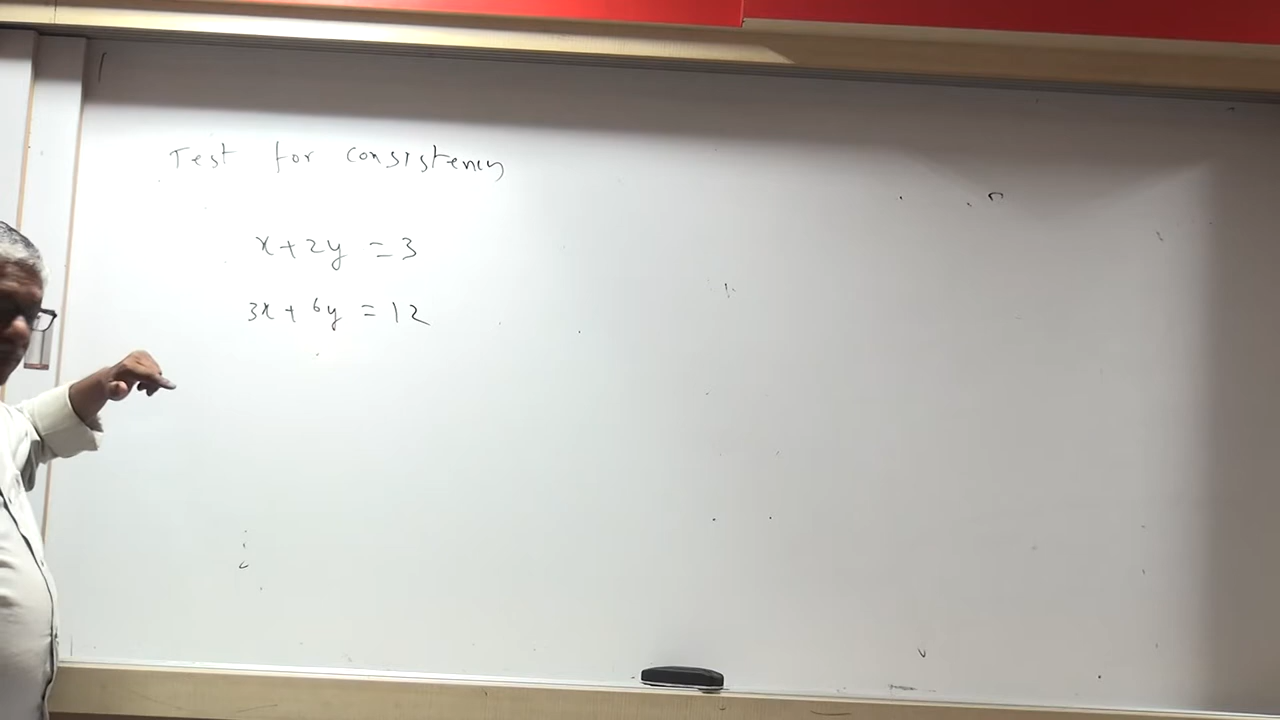 Test for consistency
x+2y = 3
3x+6y = 12